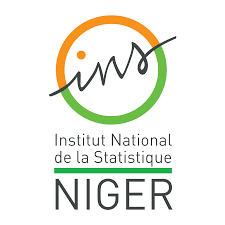 ins
Institut National
de la Statistique
NIGER